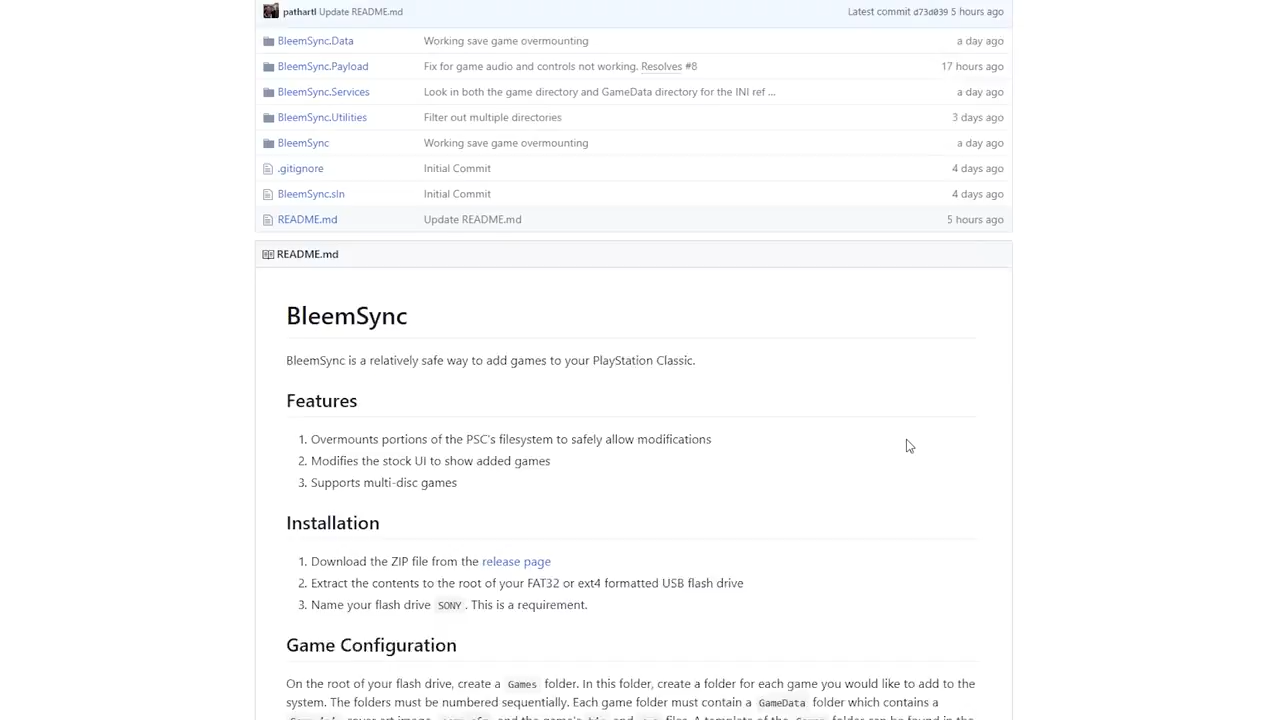 pathartl Update README.md Latest commit d73d039 5 hours ago
BleemSync.Data Working save game overmounting a day ago
BleemSync.Payload Fix for game audio and controls not working. Resolves #8 17 hours ago
BleemSync.Services Look in both the game directory and GameData directory for the INI ref ... a day ago
BleemSync.Utilities Filter out multiple directories 3 days ago
BleemSync Working save game overmounting a day ago
.gitignore Initial Commit 4 days ago
BleemSync.sln Initial Commit 4 days ago
README.md Update README.md 5 hours ago
README.md
BleemSync
BleemSync is a relatively safe way to add games to your PlayStation Classic.
Features
1. Overmounts portions of the PSC's filesystem to safely allow modifications
2. Modifies the stock UI to show added games
3. Supports multi-disc games
Installation
1. Download the ZIP file from the release page
2. Extract the contents to the root of your FAT32 or ext4 formatted USB flash drive
3. Name your flash drive SONY . This is a requirement.
Game Configuration
On the root of your flash drive, create a Games folder. In this folder, create a folder for each game you would like to add to the
system. The folders must be numbered sequentially. Each game folder must contain a GameData folder which contains a